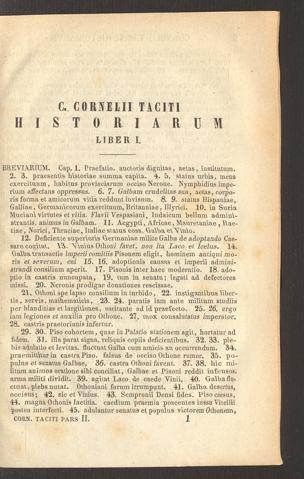 C. CORNELII TACITI
HISTORIARUM
LIBER I.
BREVIARUM. Cap. 1. Praefatio. auctoris dignitas, aetas, institutum.
2. 3. praesentis historiae summa capita. 4. 5. status urbis, mens
exercituum, habitus provinciarum occiso Nerone. Nymphidius impe-
rium affectans oppressus. 6. 7. Galbam crudelitas sua, aetas, corpo-
ris forma et amicorum vitia reddunt invisum. 8. 9. status Hispaniae,
Galliae, Germanicorum exercituum, Britanniae, Illyrici. 10. in Suria
Muciani virtutes et vitia. Flavii Vespasiani, Iudaicum bellum admini-
strantis, animus in Galbam. 11. Aegypti, Africae, Mauretaniae, Rae-
tiae, Norici, Thraciae, Italiae status coss. Galba et Vinio.
12. Deficiente superioris Germaniae milite Galba de adoptando Cae-
sare cogitat. 13. Vinius Othoni favet, non ita Laco et Icelus. 14.
Galba transactis imperii comitiis Pisonem eligit, hominem antiqui mo-
ris et severum, cui 15. 16. adoptionis causas et imperii admini-
strandi consilium aperit. 17. Pisonis inter haec moderatio. 18. ado-
ptio in castris nuncupata, 19. tum in senatu; legati ad defectores
missi. 20. Neronis prodigae donationes rescissae.
21. Othoni spe lapso consilium in turbido, 22. instigantibus liber-
tis, servis, mathematicis, 23. 24. paratis iam ante militum studiis
per blanditias et largitiones, oscitante ad id praefecto. 25. 26. ergo
iam legiones et auxilia pro Othone. 27. mox consalutatus imperator,
28. castris praetoriis infertur.
29. 30. Piso cohortem, quae in Palatio stationem agit, hortatur ad
fidem. 31. illa parat signa, reliquis copiis deficientibus. 32. 33. ple-
bis adulatio et levitas. fluctuat Galba cum amicis an occurrendum. 34.
praemittitur in castra Piso. falsus de occiso Othone rumor. 35. po-
pulus et senatus Galbae, 36. castra Othoni favent. 37. 38. hic mi-
litum animos oratione sibi conciliat, Galbae et Pisoni reddit infensos.
arma militi dividit. 39. agitat Laco de caede Vinii. 40. Galba flu-
ctuat, plebs nutat. Othoniani forum irrumpunt. 41. Galba desertus,
occisus; 42. sic et Vinius. 43. Sempronii Densi fides. Piso caesus,
44. magna Othonis laetitia. caedium praemia poscentes iussu Vitellii
postea interfecti. 45. adulantur senatus et populus victorem Othonem,
CORN. TACITI PARS II. 1